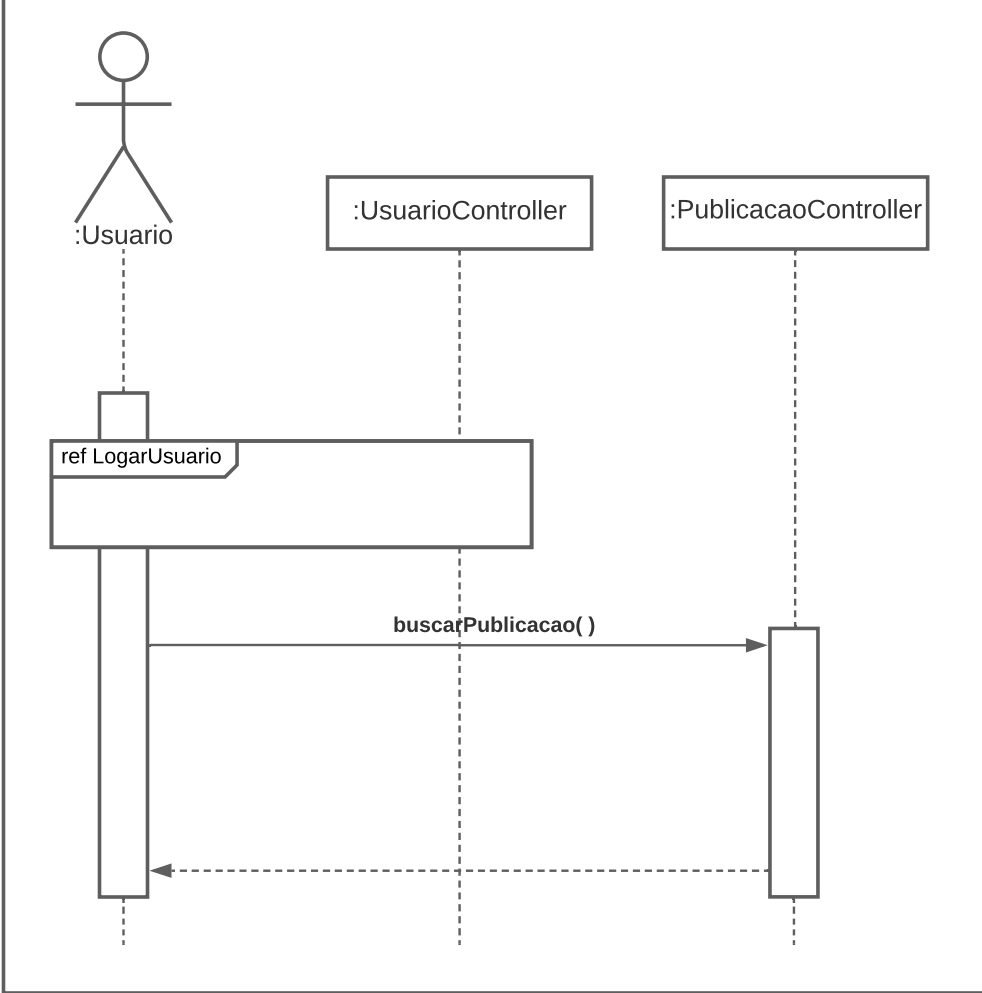 :Usuario
:UsuarioController
:PublicacaoController
ref LogarUsuario
buscarPublicacao( )